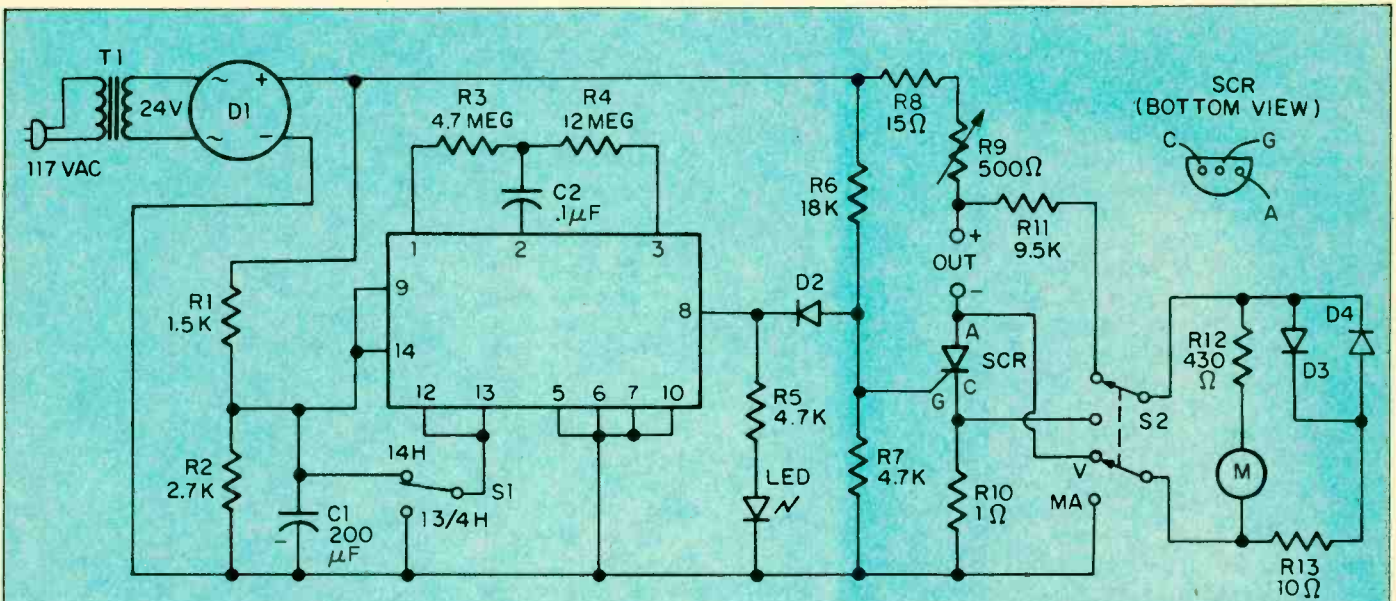 T1
24V
~ +
D1
~ -
117 VAC
R3
4.7 MEG
R4
12 MEG
C2
.1μF
1 2 3
9
14
8
12 13 5 6 7 10
R1
1.5K
R2
2.7K
C1
200
μF
-
14H
S1
13/4H
D2
R5
4.7K
LED
R6
18K
R7
4.7K
R8
15Ω
R9
500Ω
+
OUT
-
R11
9.5K
A
SCR
G C
R10
1Ω
V
MA
S2
R12
430
Ω
M
D3
D4
R13
10Ω
SCR
(BOTTOM VIEW)
C G
A